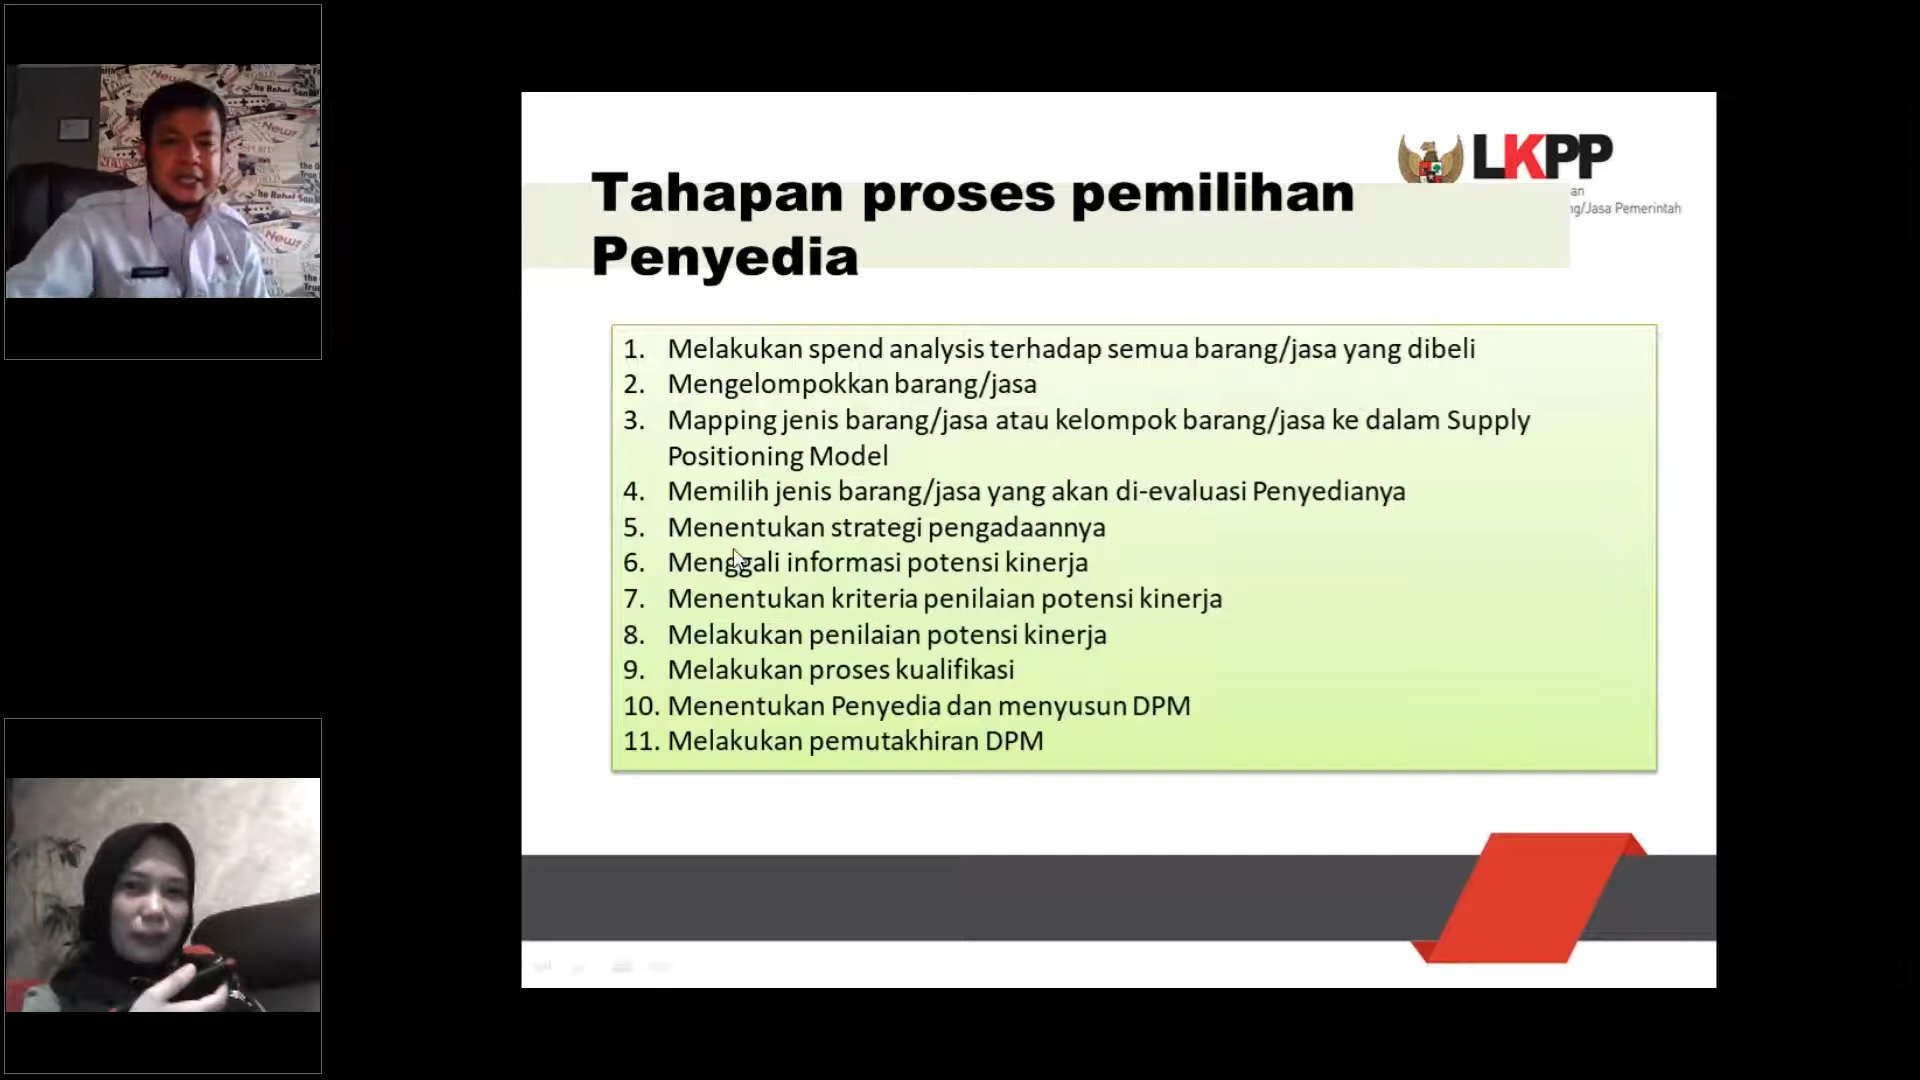 LKPP
an
ng/Jasa Pemerintah
Tahapan proses pemilihan
Penyedia
1. Melakukan spend analysis terhadap semua barang/jasa yang dibeli
2. Mengelompokkan barang/jasa
3. Mapping jenis barang/jasa atau kelompok barang/jasa ke dalam Supply
Positioning Model
4. Memilih jenis barang/jasa yang akan di-evaluasi Penyedianya
5. Menentukan strategi pengadaannya
6. Menggali informasi potensi kinerja
7. Menentukan kriteria penilaian potensi kinerja
8. Melakukan penilaian potensi kinerja
9. Melakukan proses kualifikasi
10. Menentukan Penyedia dan menyusun DPM
11. Melakukan pemutakhiran DPM